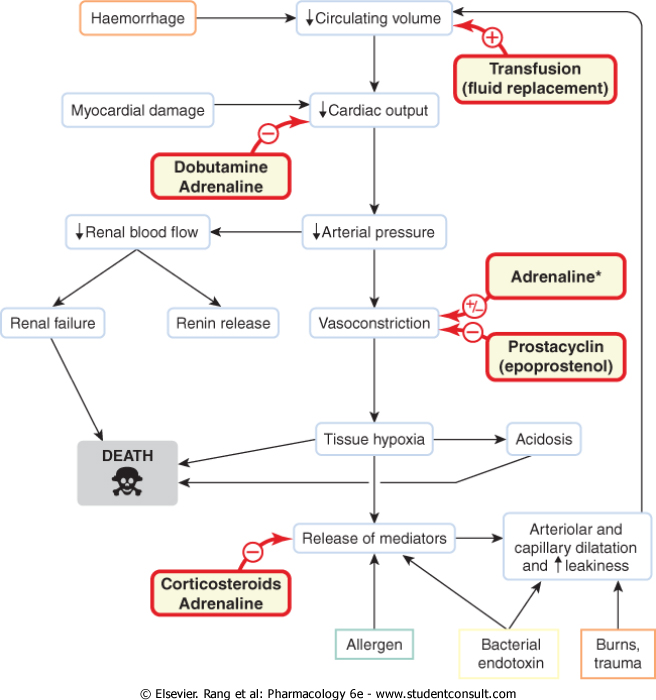 Haemorrhage
↓Circulating volume
+
Transfusion
(fluid replacement)
Myocardial damage
↓Cardiac output
−
Dobutamine
Adrenaline
↓Renal blood flow
↓Arterial pressure
Adrenaline*
+/−
Renal failure
Renin release
Vasoconstriction
−
Prostacyclin
(epoprostenol)
DEATH
Tissue hypoxia
Acidosis
Release of mediators
Arteriolar and
capillary dilatation
and ↑leakiness
−
Corticosteroids
Adrenaline
Allergen
Bacterial
endotoxin
Burns,
trauma
© Elsevier. Rang et al: Pharmacology 6e - www.studentconsult.com